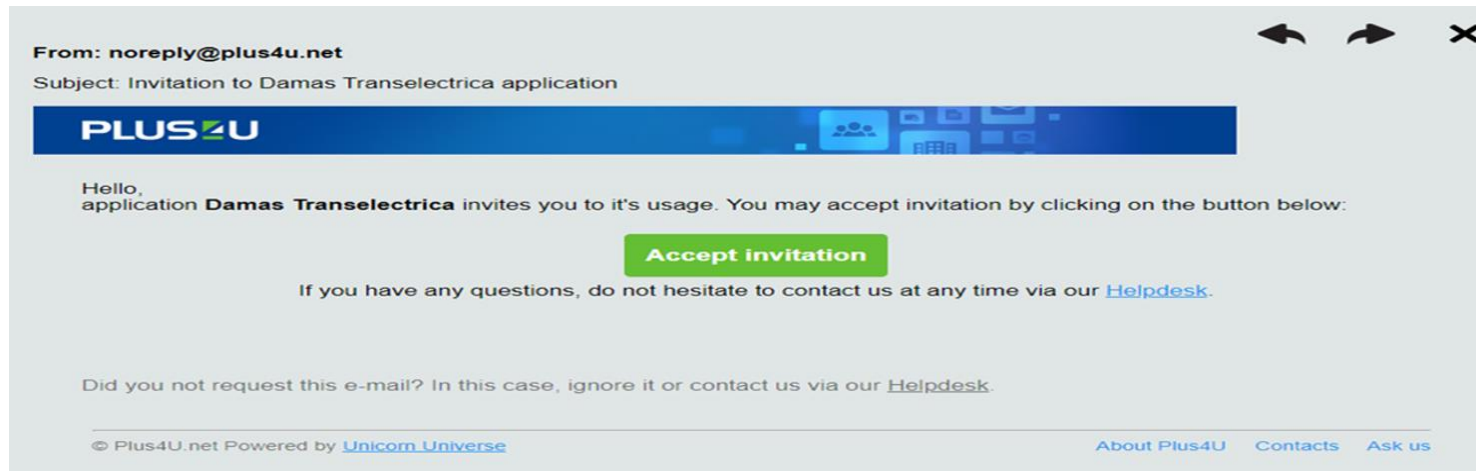 From: noreply@plus4u.net
Subject: Invitation to Damas Transelectrica application
PLUS4U
Hello,
application Damas Transelectrica invites you to it's usage. You may accept invitation by clicking on the button below:
Accept invitation
If you have any questions, do not hesitate to contact us at any time via our Helpdesk.
Did you not request this e-mail? In this case, ignore it or contact us via our Helpdesk.
© Plus4U.net Powered by Unicorn Universe About Plus4U Contacts Ask us